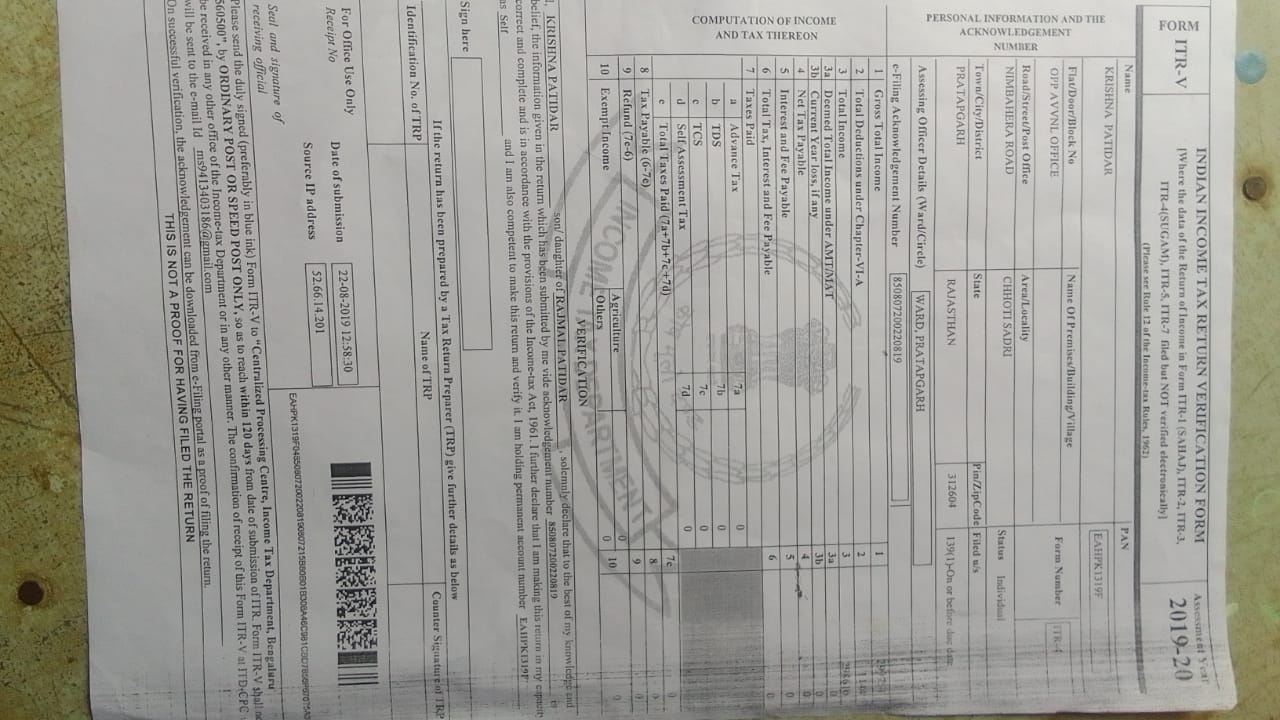 FORM
ITR-V
INDIAN INCOME TAX RETURN VERIFICATION FORM
[Where the data of the Return of Income in Form ITR-1 (SAHAJ), ITR-2, ITR-3,
ITR-4(SUGAM), ITR-5, ITR-7 filed but NOT verified electronically]
(Please see Rule 12 of the Income-tax Rules, 1962)
Assessment Year
2019-20
PERSONAL INFORMATION AND THE
ACKNOWLEDGEMENT
NUMBER
Name
KRISHNA PATIDAR
PAN
EAHPK1319F
Flat/Door/Block No
OPP AVVNL OFFICE
Name Of Premises/Building/Village
Form Number
ITR-4
Road/Street/Post Office
NIMBAHERA ROAD
Area/Locality
CHHOTI SADRI
Status Individual
Town/City/District
PRATAPGARH
State
RAJASTHAN
Pin/ZipCode
312604
Filed u/s
139(1)-On or before due date
Assessing Officer Details (Ward/Circle)
WARD, PRATAPGARH
e-Filing Acknowledgement Number
850807200220819
COMPUTATION OF INCOME
AND TAX THEREON
1 Gross Total Income 1
2 Total Deductions under Chapter-VI-A 2
3 Total Income 3
3a Deemed Total Income under AMT/MAT 3a 0
3b Current Year loss, if any 3b 0
4 Net Tax Payable 4 0
5 Interest and Fee Payable 5 0
6 Total Tax, Interest and Fee Payable 6 0
7 Taxes Paid
a Advance Tax 7a 0
b TDS 7b 0
c TCS 7c 0
d Self Assessment Tax 7d 0
e Total Taxes Paid (7a+7b+7c+7d) 7e 0
8 Tax Payable (6-7e) 8 0
9 Refund (7e-6) 9 0
10 Exempt Income
Agriculture 0
Others 0
10 0
INCOME TAX DEPARTMENT
VERIFICATION
I, KRISHNA PATIDAR son/ daughter of RAJMAL PATIDAR , solemnly declare that to the best of my knowledge and
belief, the information given in the return which has been submitted by me vide acknowledgement number 850807200220819 is
correct and complete and is in accordance with the provisions of the Income-tax Act, 1961. I further declare that I am making this return in my capacity
as Self and I am also competent to make this return and verify it. I am holding permanent account number EAHPK1319F
Sign here
If the return has been prepared by a Tax Return Preparer (TRP) give further details as below
Identification No. of TRP
Name of TRP
Counter Signature of TRP
For Office Use Only
Receipt No
Date of submission 22-08-2019 12:58:30
Source IP address 52.66.14.201
Seal and signature of
receiving official
Please send the duly signed (preferably in blue ink) Form ITR-V to "Centralized Processing Centre, Income Tax Department, Bengaluru
560500", by ORDINARY POST OR SPEED POST ONLY, so as to reach within 120 days from date of submission of ITR. Form ITR-V shall not
be received in any other office of the Income-tax Department or in any other manner. The confirmation of receipt of this Form ITR-V at ITD-CPC
will be sent to the e-mail Id ms9413403186@gmail.com
On successful verification, the acknowledgement can be downloaded from e-Filing portal as a proof of filing the return.
THIS IS NOT A PROOF FOR HAVING FILED THE RETURN